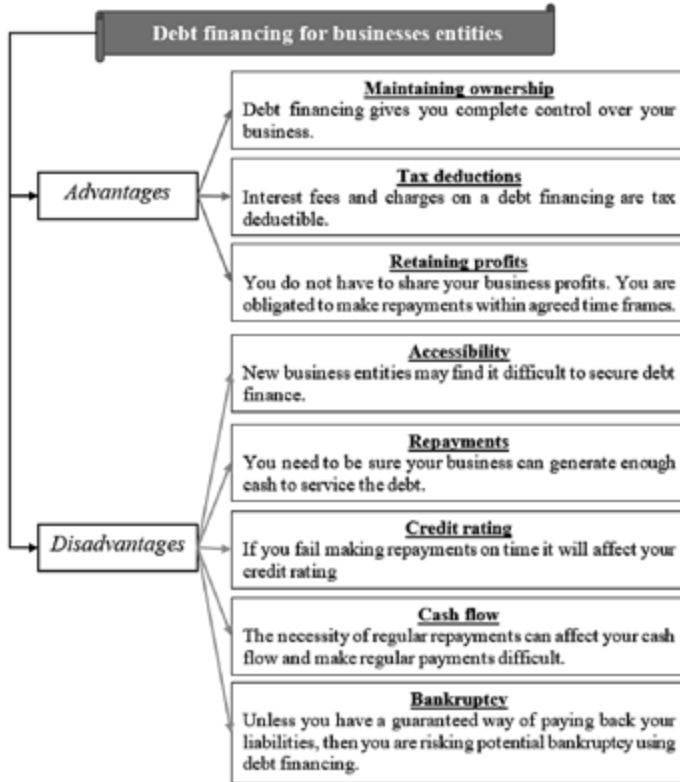 Debt financing for businesses entities
Advantages
Maintaining ownership
Debt financing gives you complete control over your
business.
Tax deductions
Interest fees and charges on a debt financing are tax
deductible.
Retaining profits
You do not have to share your business profits. You are
obligated to make repayments within agreed time frames.
Disadvantages
Accessibility
New business entities may find it difficult to secure debt
finance.
Repayments
You need to be sure your business can generate enough
cash to service the debt.
Credit rating
If you fail making repayments on time it will affect your
credit rating
Cash flow
The necessity of regular repayments can affect your cash
flow and make regular payments difficult.
Bankruptcy
Unless you have a guaranteed way of paying back your
liabilities, then you are risking potential bankruptcy using
debt financing.